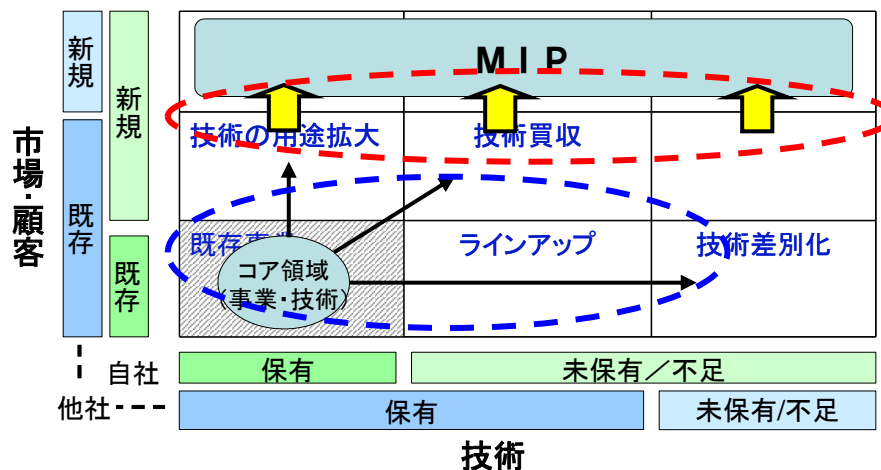 MIP
新規
新規
技術の用途拡大
技術買収
市場・顧客
既存
既存事業
ラインアップ
技術差別化
コア領域
(事業・技術)
既存
自社
保有
未保有／不足
他社
保有
未保有/不足
技術